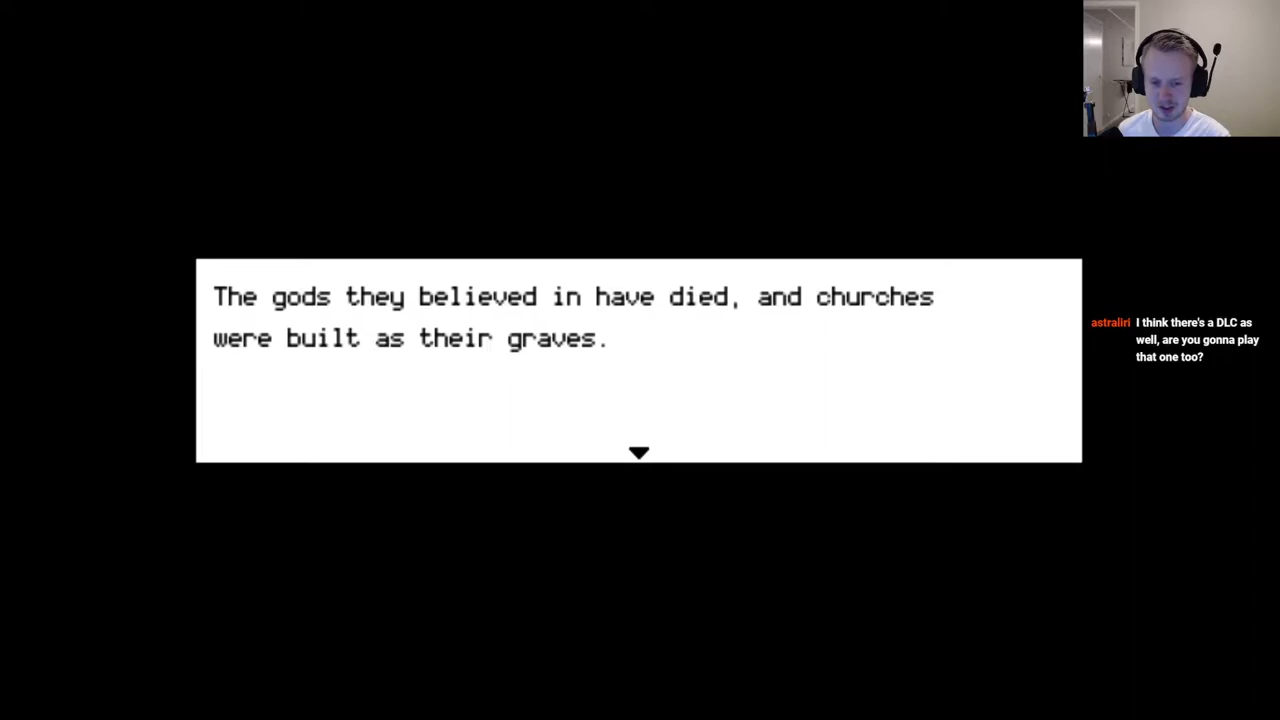 The gods they believed in have died, and churches
were built as their graves.
astraliri I think there's a DLC as
well, are you gonna play
that one too?